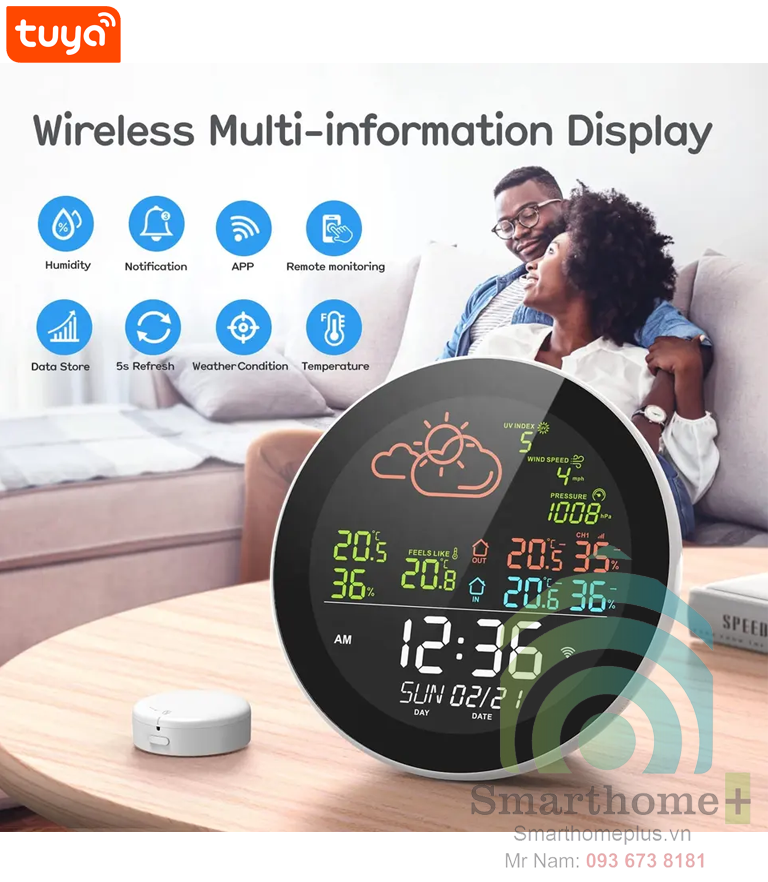 tuya
Wireless Multi-information Display
Humidity
Notification
APP
Remote monitoring
Data Store
5s Refresh
Weather Condition
Temperature
%
3
F
UV INDEX
5
WIND SPEED
4 mph
PRESSURE
1008 hPa
20.5 °C
36%
FEELS LIKE
20.8
OUT
20.5 °C
CH1
35%
IN
20.6 °C
36%
AM
12:36
SUN 02/21
DAY
DATE
SPEED
Smarthome+
Smarthomeplus.vn
Mr Nam: 093 673 8181